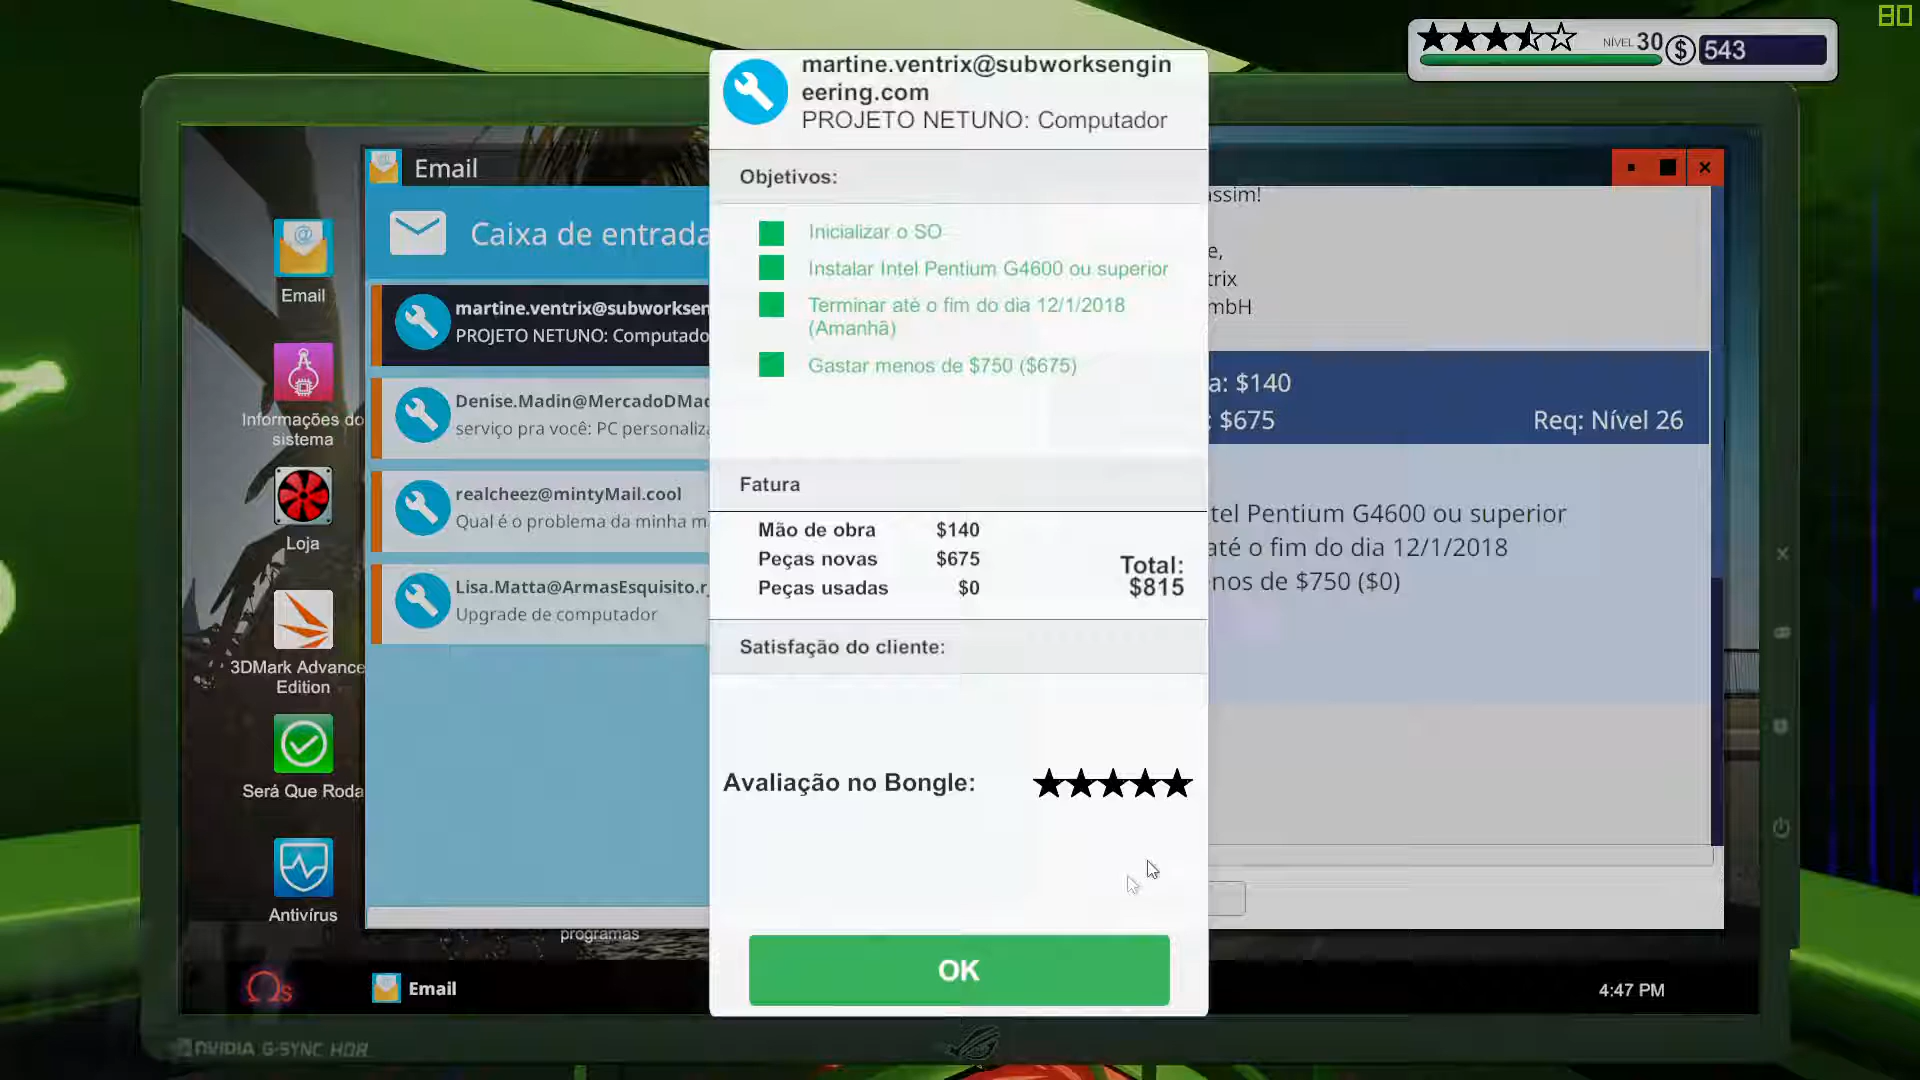 80
NÍVEL 30 $ 543
martine.ventrix@subworksengin
eering.com
PROJETO NETUNO: Computador
Objetivos:
Inicializar o SO
Instalar Intel Pentium G4600 ou superior
Terminar até o fim do dia 12/1/2018
(Amanhã)
Gastar menos de $750 ($675)
Fatura
Mão de obra $140
Peças novas $675
Peças usadas $0
Total:
$815
Satisfação do cliente:
Avaliação no Bongle:
OK
Email
Caixa de entrada
martine.ventrix@subworksen
PROJETO NETUNO: Computado
Denise.Madin@MercadoDMad
serviço pra você: PC personaliza
realcheez@mintyMail.cool
Qual é o problema da minha m
Lisa.Matta@ArmasEsquisito.r
Upgrade de computador
assim!
e,
trix
mbH
a: $140
: $675
Req: Nível 26
tel Pentium G4600 ou superior
até o fim do dia 12/1/2018
nos de $750 ($0)
Email
Informações do
sistema
Loja
3DMark Advance
Edition
Será Que Roda
Antivírus
programas
Ωs
Email
4:47 PM
NVIDIA G-SYNC HDR